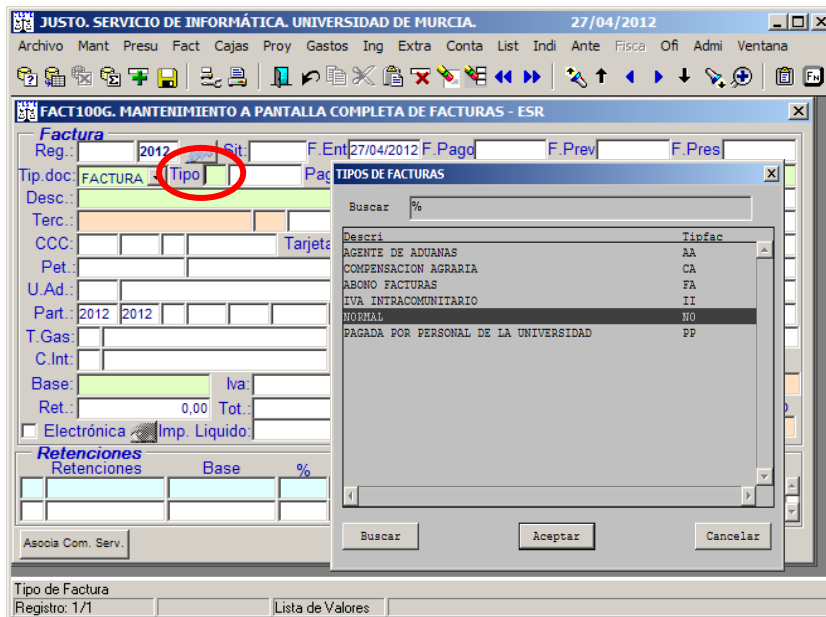 JUSTO. SERVICIO DE INFORMÁTICA. UNIVERSIDAD DE MURCIA. 27/04/2012
Archivo Mant Presu Fact Cajas Proy Gastos Ing Extra Conta List Indi Ante Fisca Ofi Admi Ventana
FACT100G. MANTENIMIENTO A PANTALLA COMPLETA DE FACTURAS - ESR
Factura
Reg.: 2012 Sit: F.Ent 27/04/2012 F.Pago F.Prev F.Pres
Tip.doc: FACTURA Tipo Pag
Desc.:
Terc.:
CCC: Tarjeta
Pet.:
U.Ad.:
Part.: 2012 2012
T.Gas:
C.Int:
Base: Iva:
Ret.: 0,00 Tot.:
Electrónica Imp. Liquido:
Retenciones
Retenciones Base %
Asocia Com. Serv.
TIPOS DE FACTURAS
Buscar %
Descri Tipfac
AGENTE DE ADUANAS AA
COMPENSACION AGRARIA CA
ABONO FACTURAS FA
IVA INTRACOMUNITARIO II
NORMAL NO
PAGADA POR PERSONAL DE LA UNIVERSIDAD PP
Buscar Aceptar Cancelar
Tipo de Factura
Registro: 1/1 Lista de Valores